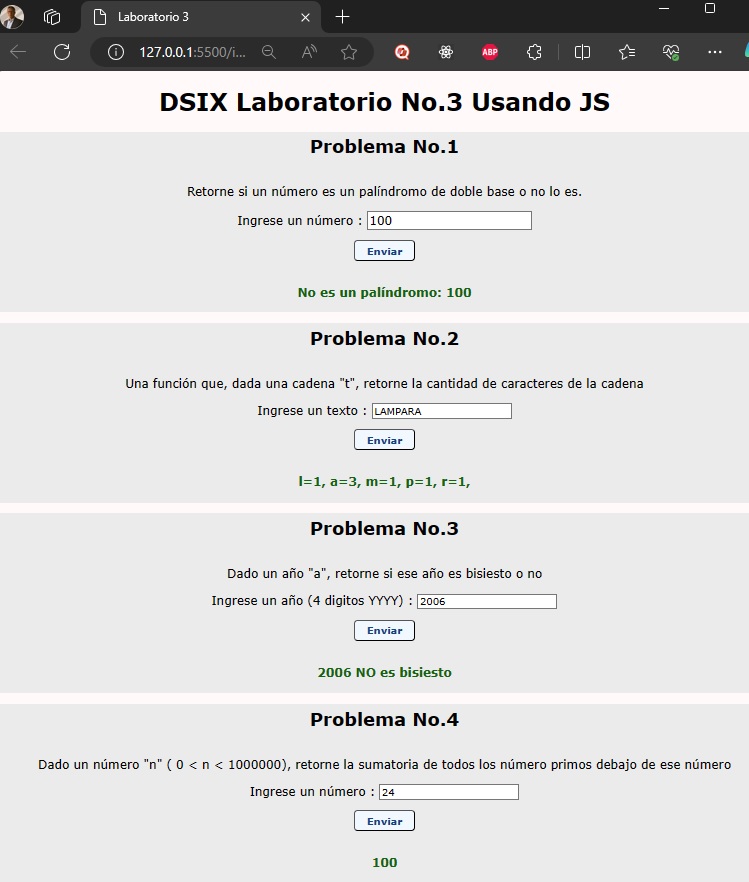 Laboratorio 3
127.0.0.1:5500/i...
ABP
DSIX Laboratorio No.3 Usando JS
Problema No.1
Retorne si un número es un palíndromo de doble base o no lo es.
Ingrese un número : 100
Enviar
No es un palíndromo: 100
Problema No.2
Una función que, dada una cadena "t", retorne la cantidad de caracteres de la cadena
Ingrese un texto : LAMPARA
Enviar
l=1, a=3, m=1, p=1, r=1,
Problema No.3
Dado un año "a", retorne si ese año es bisiesto o no
Ingrese un año (4 digitos YYYY) : 2006
Enviar
2006 NO es bisiesto
Problema No.4
Dado un número "n" ( 0 < n < 1000000), retorne la sumatoria de todos los número primos debajo de ese número
Ingrese un número : 24
Enviar
100